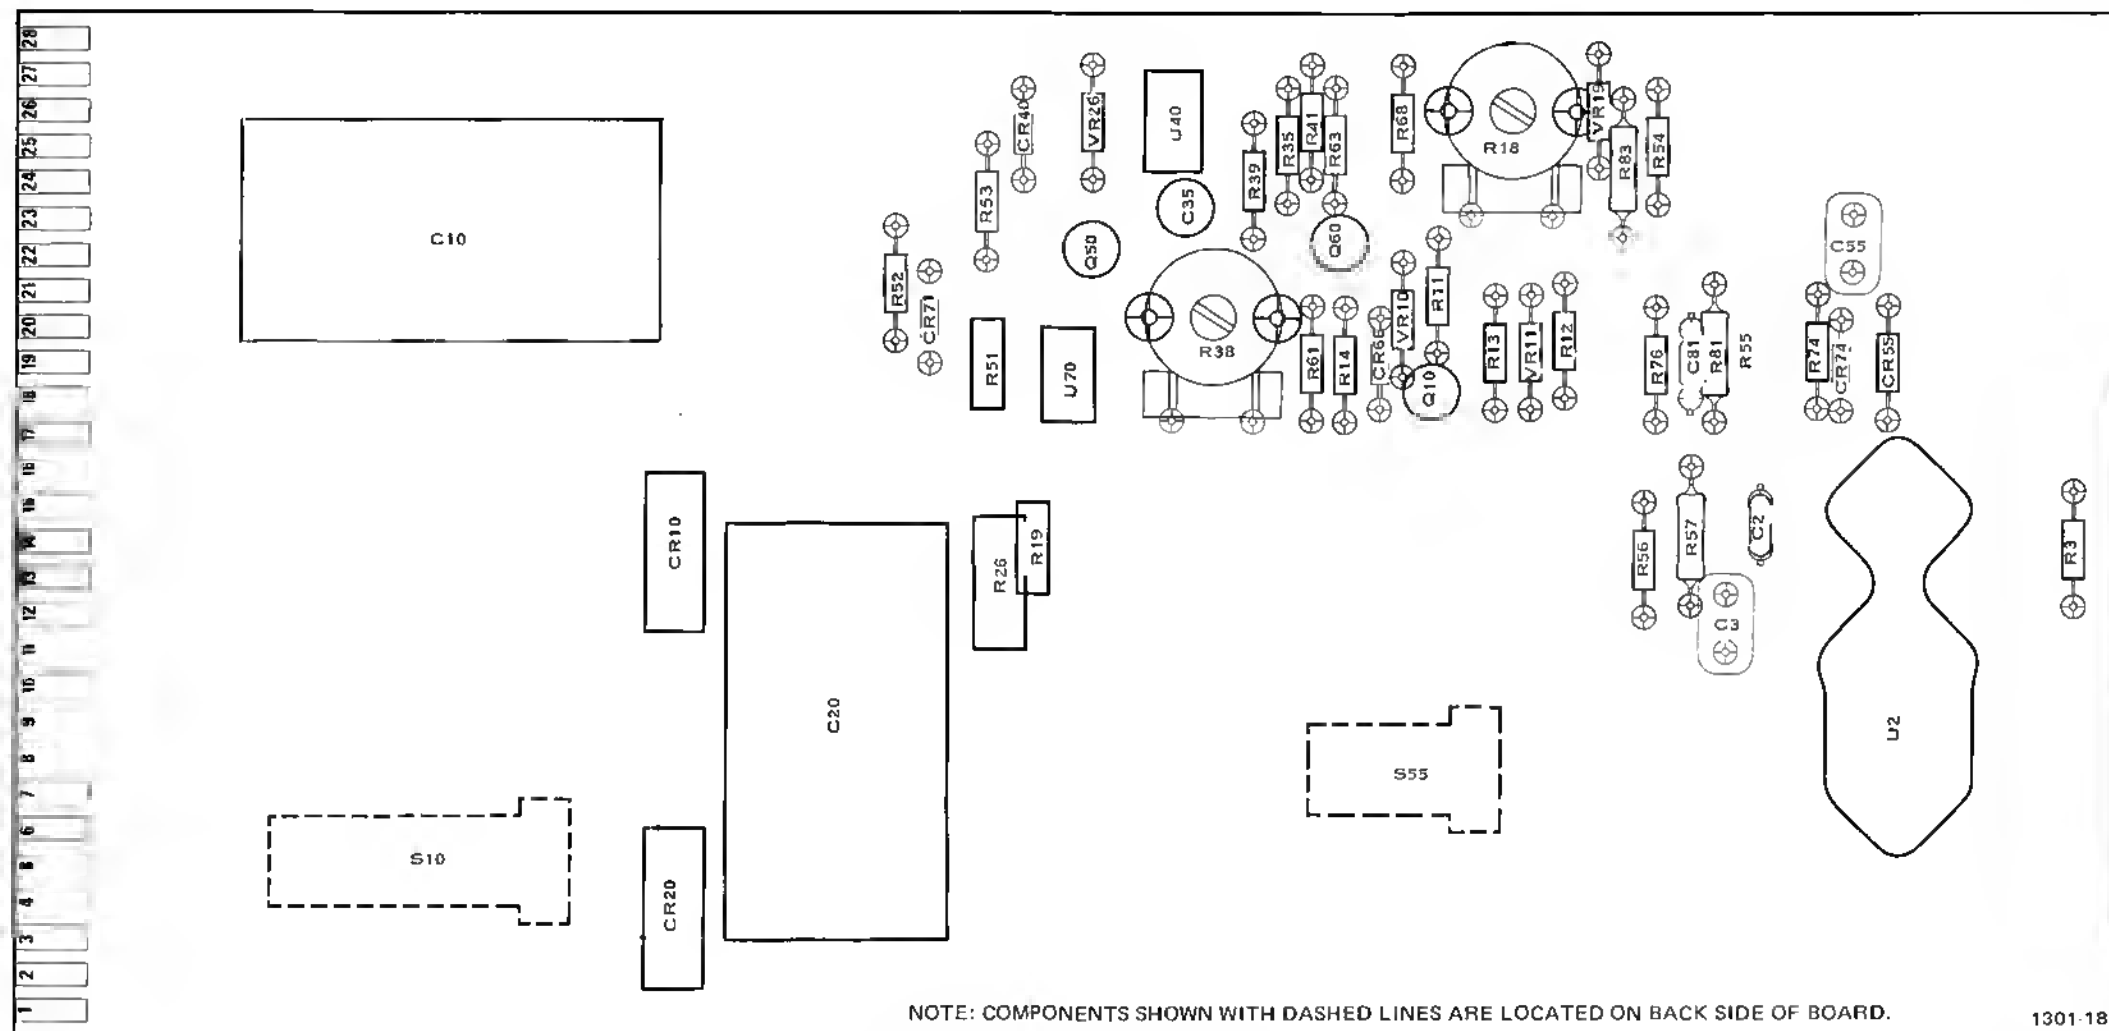 28
27
26
25
24
23
22
21
20
19
18
17
16
15
14
13
12
11
10
9
8
7
6
5
4
3
2
1
C10
R52
CR71
R53
CR40
VR26
U40
C35
Q50
R51
U70
R38
R39
R35
R41
R63
Q60
R68
R18
VR19
R83
R54
R61
R14
CR66
VR10
R11
Q10
R13
VR11
R12
R76
C81
R81
R55
C55
R74
CR74
CR55
CR10
R26
R19
R56
R57
C2
C3
R3
C20
U2
S55
S10
CR20
NOTE: COMPONENTS SHOWN WITH DASHED LINES ARE LOCATED ON BACK SIDE OF BOARD.
1301-18